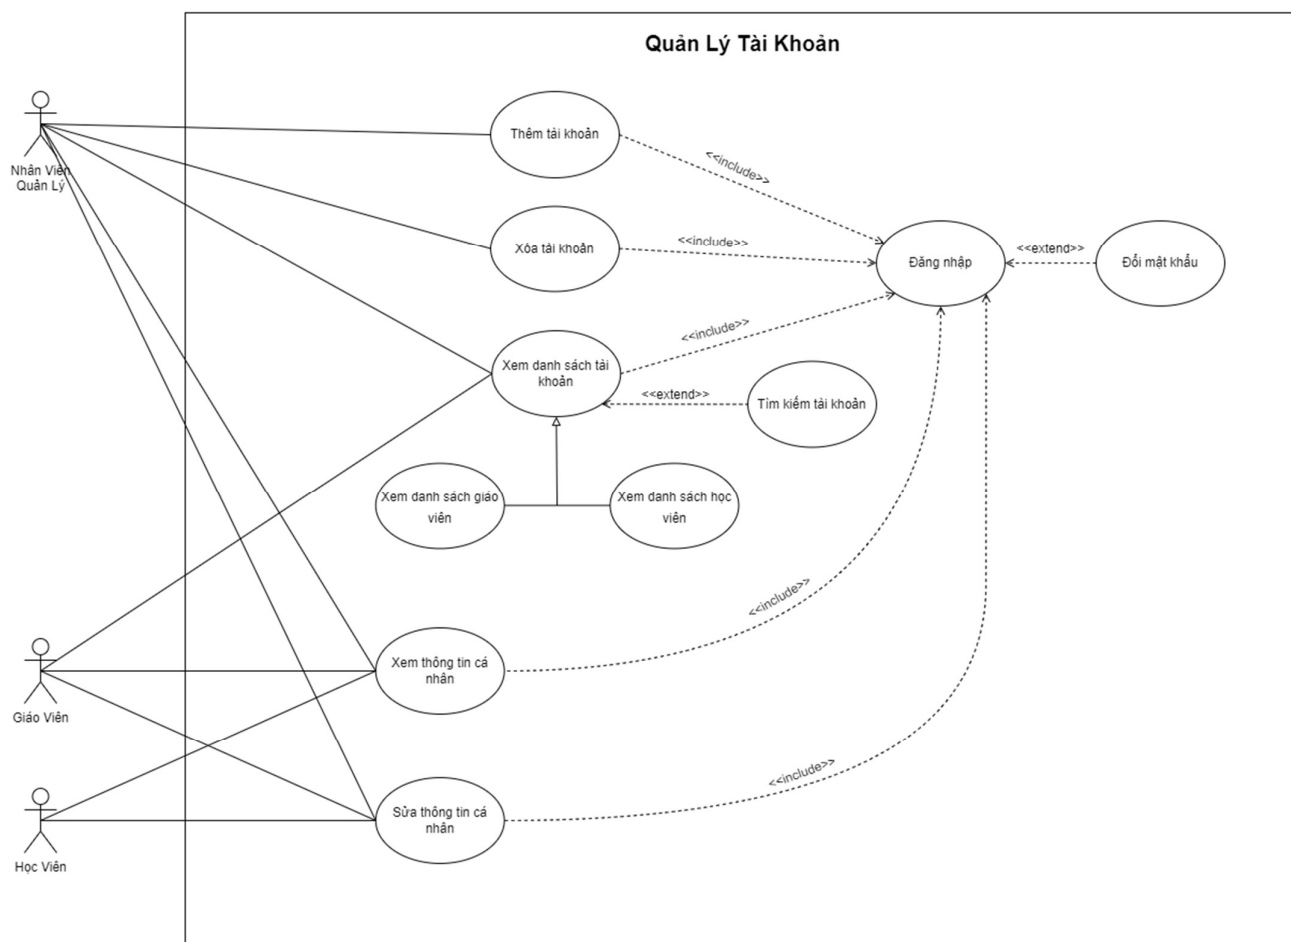 Quản Lý Tài Khoản
Nhân Viên
Quản Lý
Thêm tài khoản
<<include>>
Xóa tài khoản
<<include>>
Đăng nhập
<<extend>>
Đổi mật khẩu
Xem danh sách tài
khoản
<<include>>
<<extend>>
Tìm kiếm tài khoản
Xem danh sách giáo
viên
Xem danh sách học
viên
Giáo Viên
Xem thông tin cá
nhân
<<include>>
Học Viên
Sửa thông tin cá
nhân
<<include>>